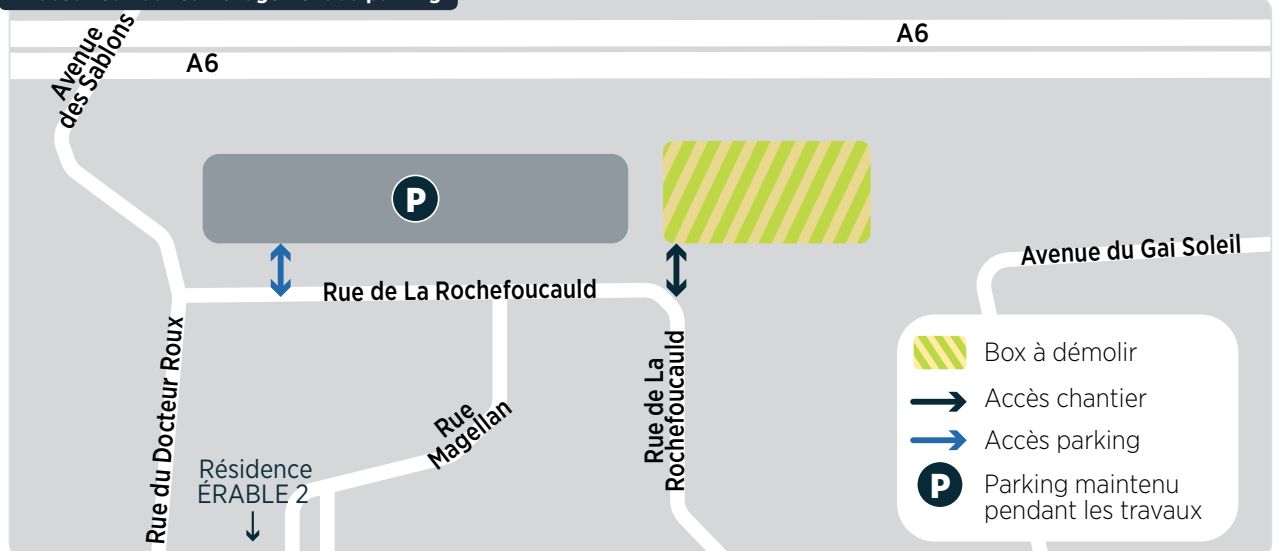 parking
A6
A6
Avenue
des Sablons
P
Avenue du Gai Soleil
Rue de La Rochefoucauld
Rue du Docteur Roux
Rue de La
Rochefoucauld
Rue
Magellan
Résidence
ÉRABLE 2
Box à démolir
Accès chantier
Accès parking
P
Parking maintenu
pendant les travaux